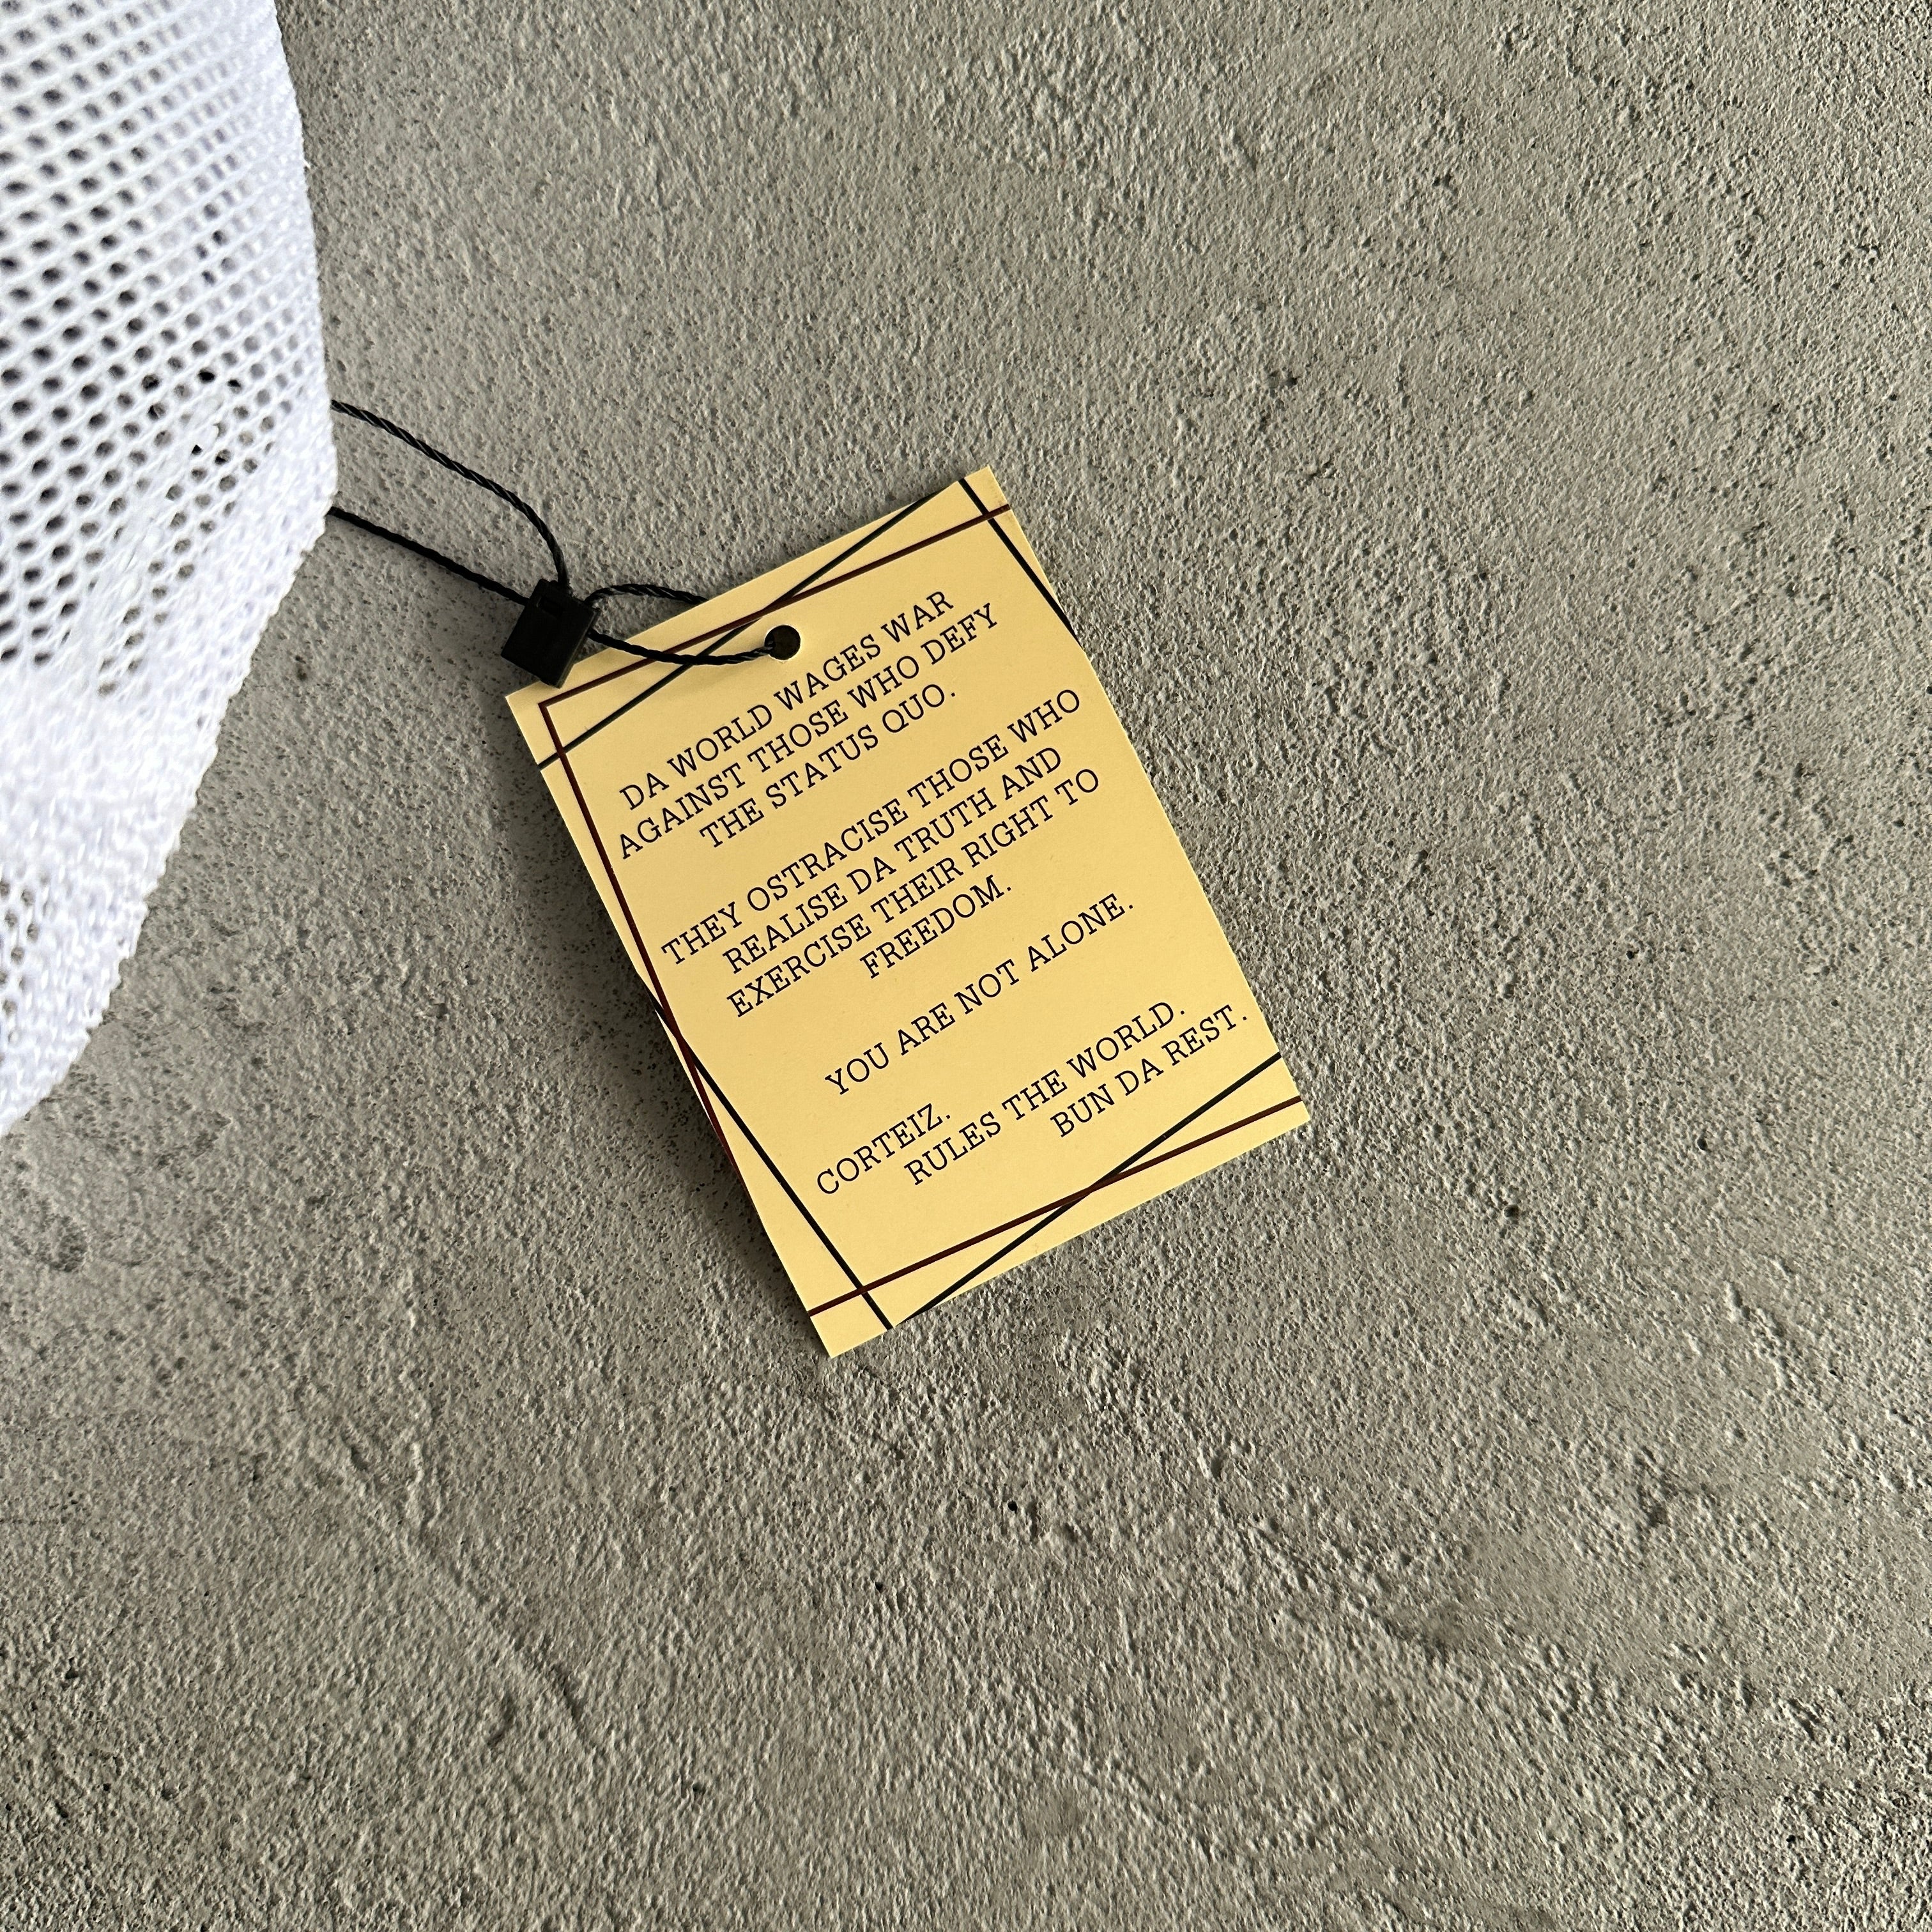 DA WORLD WAGES WAR
AGAINST THOSE WHO DEFY
THE STATUS QUO.
THEY OSTRACISE THOSE WHO
REALISE DA TRUTH AND
EXERCISE THEIR RIGHT TO
FREEDOM.
YOU ARE NOT ALONE.
CORTEIZ.
RULES THE WORLD.
BUN DA REST.